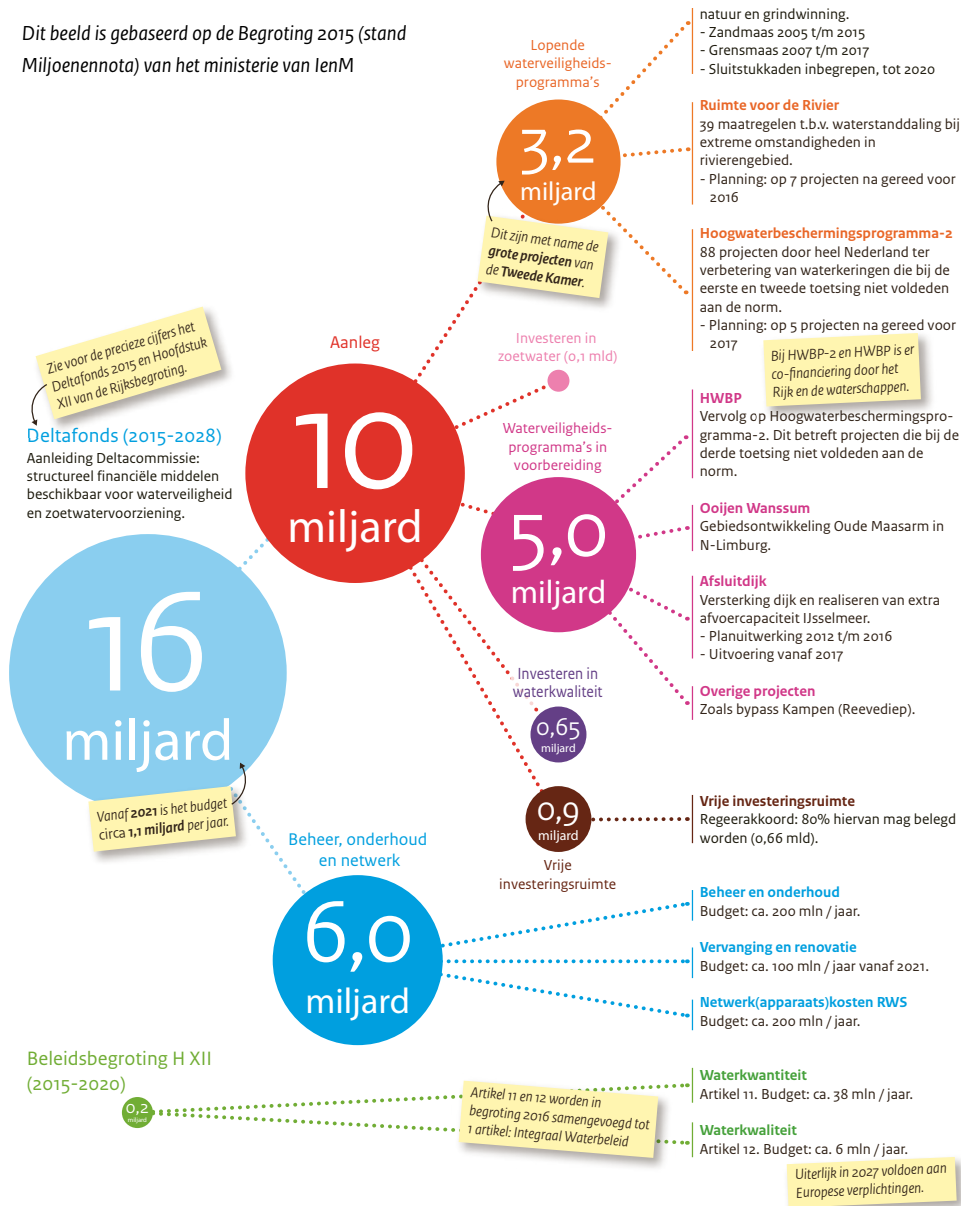 Dit beeld is gebaseerd op de Begroting 2015 (stand
Miljoenennota) van het ministerie van IenM
Lopende
waterveiligheids-
programma's
3,2
miljard
Dit zijn met name de
grote projecten van
de Tweede Kamer.
natuur en grindwinning.
- Zandmaas 2005 t/m 2015
- Grensmaas 2007 t/m 2017
- Sluitstukkaden inbegrepen, tot 2020
Ruimte voor de Rivier
39 maatregelen t.b.v. waterstanddaling bij
extreme omstandigheden in
rivierengebied.
- Planning: op 7 projecten na gereed voor
2016
Hoogwaterbeschermingsprogramma-2
88 projecten door heel Nederland ter
verbetering van waterkeringen die bij de
eerste en tweede toetsing niet voldeden
aan de norm.
- Planning: op 5 projecten na gereed voor
2017
Bij HWBP-2 en HWBP is er
co-financiering door het
Rijk en de waterschappen.
Zie voor de precieze cijfers het
Deltafonds 2015 en Hoofdstuk
XII van de Rijksbegroting.
Deltafonds (2015-2028)
Aanleiding Deltacommissie:
structureel financiële middelen
beschikbaar voor waterveiligheid
en zoetwatervoorziening.
Aanleg
10
miljard
Investeren in
zoetwater (0,1 mld)
Waterveiligheids-
programma's in
voorbereiding
5,0
miljard
HWBP
Vervolg op Hoogwaterbeschermingspro-
gramma-2. Dit betreft projecten die bij de
derde toetsing niet voldeden aan de
norm.
Ooijen Wanssum
Gebiedsontwikkeling Oude Maasarm in
N-Limburg.
Afsluitdijk
Versterking dijk en realiseren van extra
afvoercapaciteit IJsselmeer.
- Planuitwerking 2012 t/m 2016
- Uitvoering vanaf 2017
Overige projecten
Zoals bypass Kampen (Reevediep).
16
miljard
Vanaf 2021 is het budget
circa 1,1 miljard per jaar.
Investeren in
waterkwaliteit
0,65
miljard
0,9
miljard
Vrije
investeringsruimte
Vrije investeringsruimte
Regeerakkoord: 80% hiervan mag belegd
worden (0,66 mld).
Beheer, onderhoud
en netwerk
6,0
miljard
Beheer en onderhoud
Budget: ca. 200 mln / jaar.
Vervanging en renovatie
Budget: ca. 100 mln / jaar vanaf 2021.
Netwerk(apparaats)kosten RWS
Budget: ca. 200 mln / jaar.
Beleidsbegroting H XII
(2015-2020)
0,2
miljard
Artikel 11 en 12 worden in
begroting 2016 samengevoegd tot
1 artikel: Integraal Waterbeleid
Waterkwantiteit
Artikel 11. Budget: ca. 38 mln / jaar.
Waterkwaliteit
Artikel 12. Budget: ca. 6 mln / jaar.
Uiterlijk in 2027 voldoen aan
Europese verplichtingen.